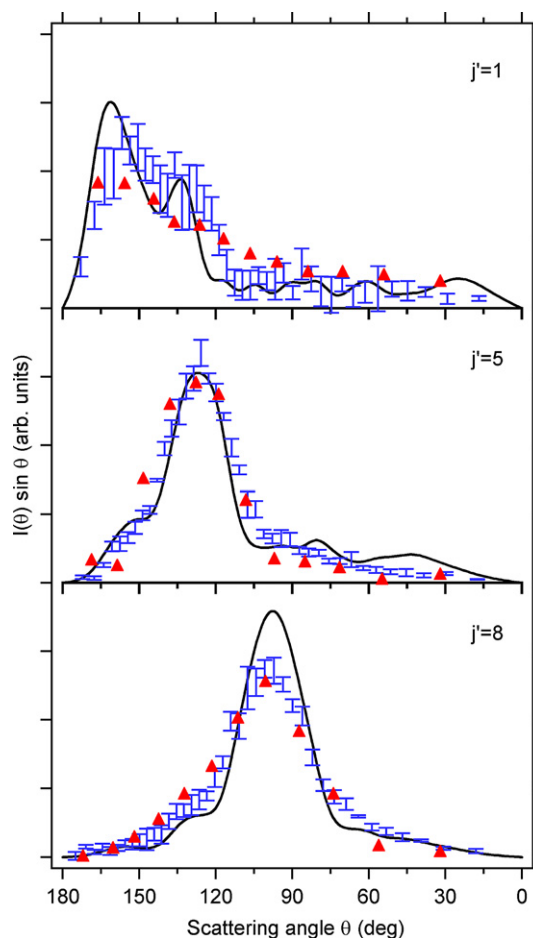 j'=1
j'=5
I(θ) sin θ (arb. units)
j'=8
180 150 120 90 60 30 0
Scattering angle θ (deg)